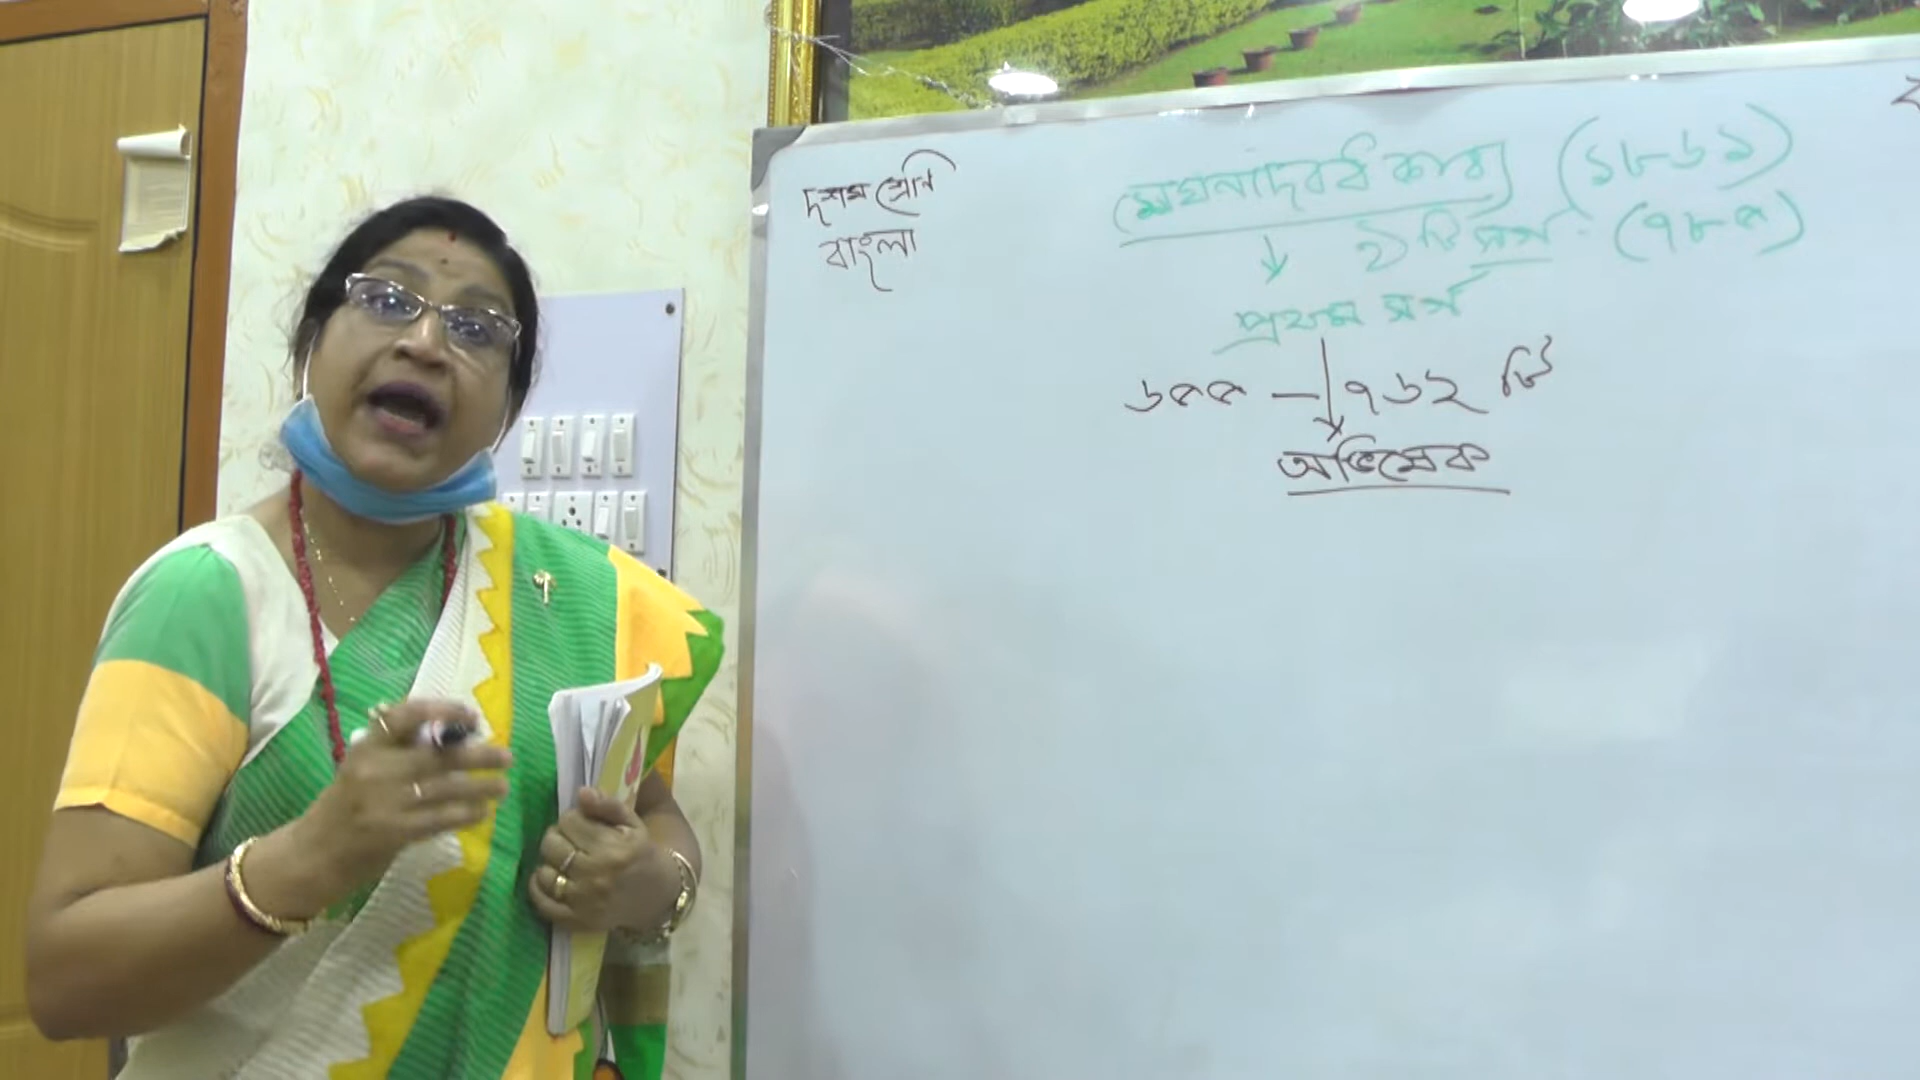 দশম শ্রেণি
বাংলা
মেঘনাদবধ কাব্য (১৮৬১)
৯টি সর্গ (৭৮৫)
প্রথম সর্গ
৬৫৫ — ৭৬২ টি
অভিষেক